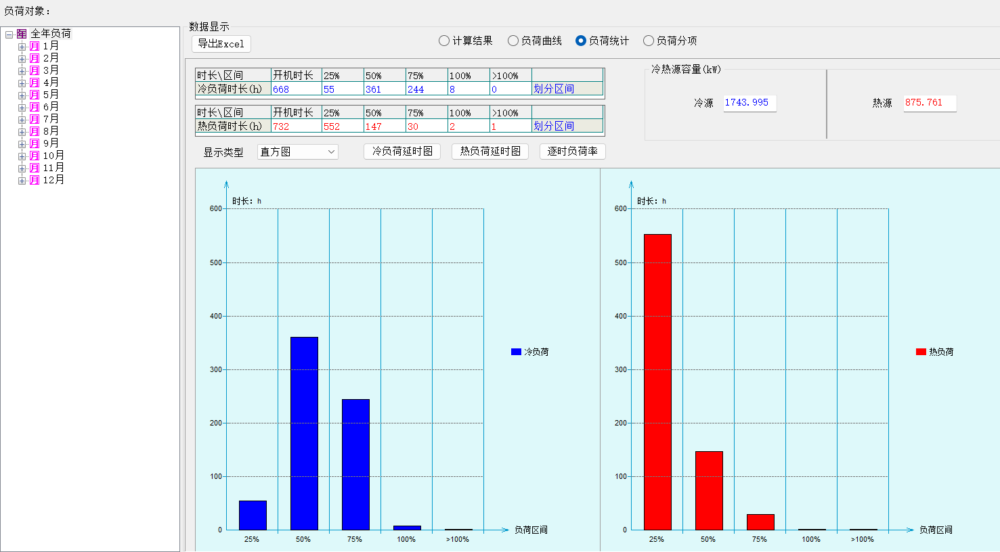 负荷对象：
全年负荷
1月
2月
3月
4月
5月
6月
7月
8月
9月
10月
11月
12月
数据显示
导出Excel
计算结果 负荷曲线 负荷统计 负荷分项
时长\区间 开机时长 25% 50% 75% 100% >100%
冷负荷时长(h) 668 55 361 244 8 0 划分区间
时长\区间 开机时长 25% 50% 75% 100% >100%
热负荷时长(h) 732 552 147 30 2 1 划分区间
冷热源容量(kW)
冷源 1743.995 热源 875.761
显示类型 直方图 冷负荷延时图 热负荷延时图 逐时负荷率
时长：h
600
500
400
300
200
100
0
25% 50% 75% 100% >100%
负荷区间
冷负荷
时长：h
600
500
400
300
200
100
0
25% 50% 75% 100% >100%
负荷区间
热负荷